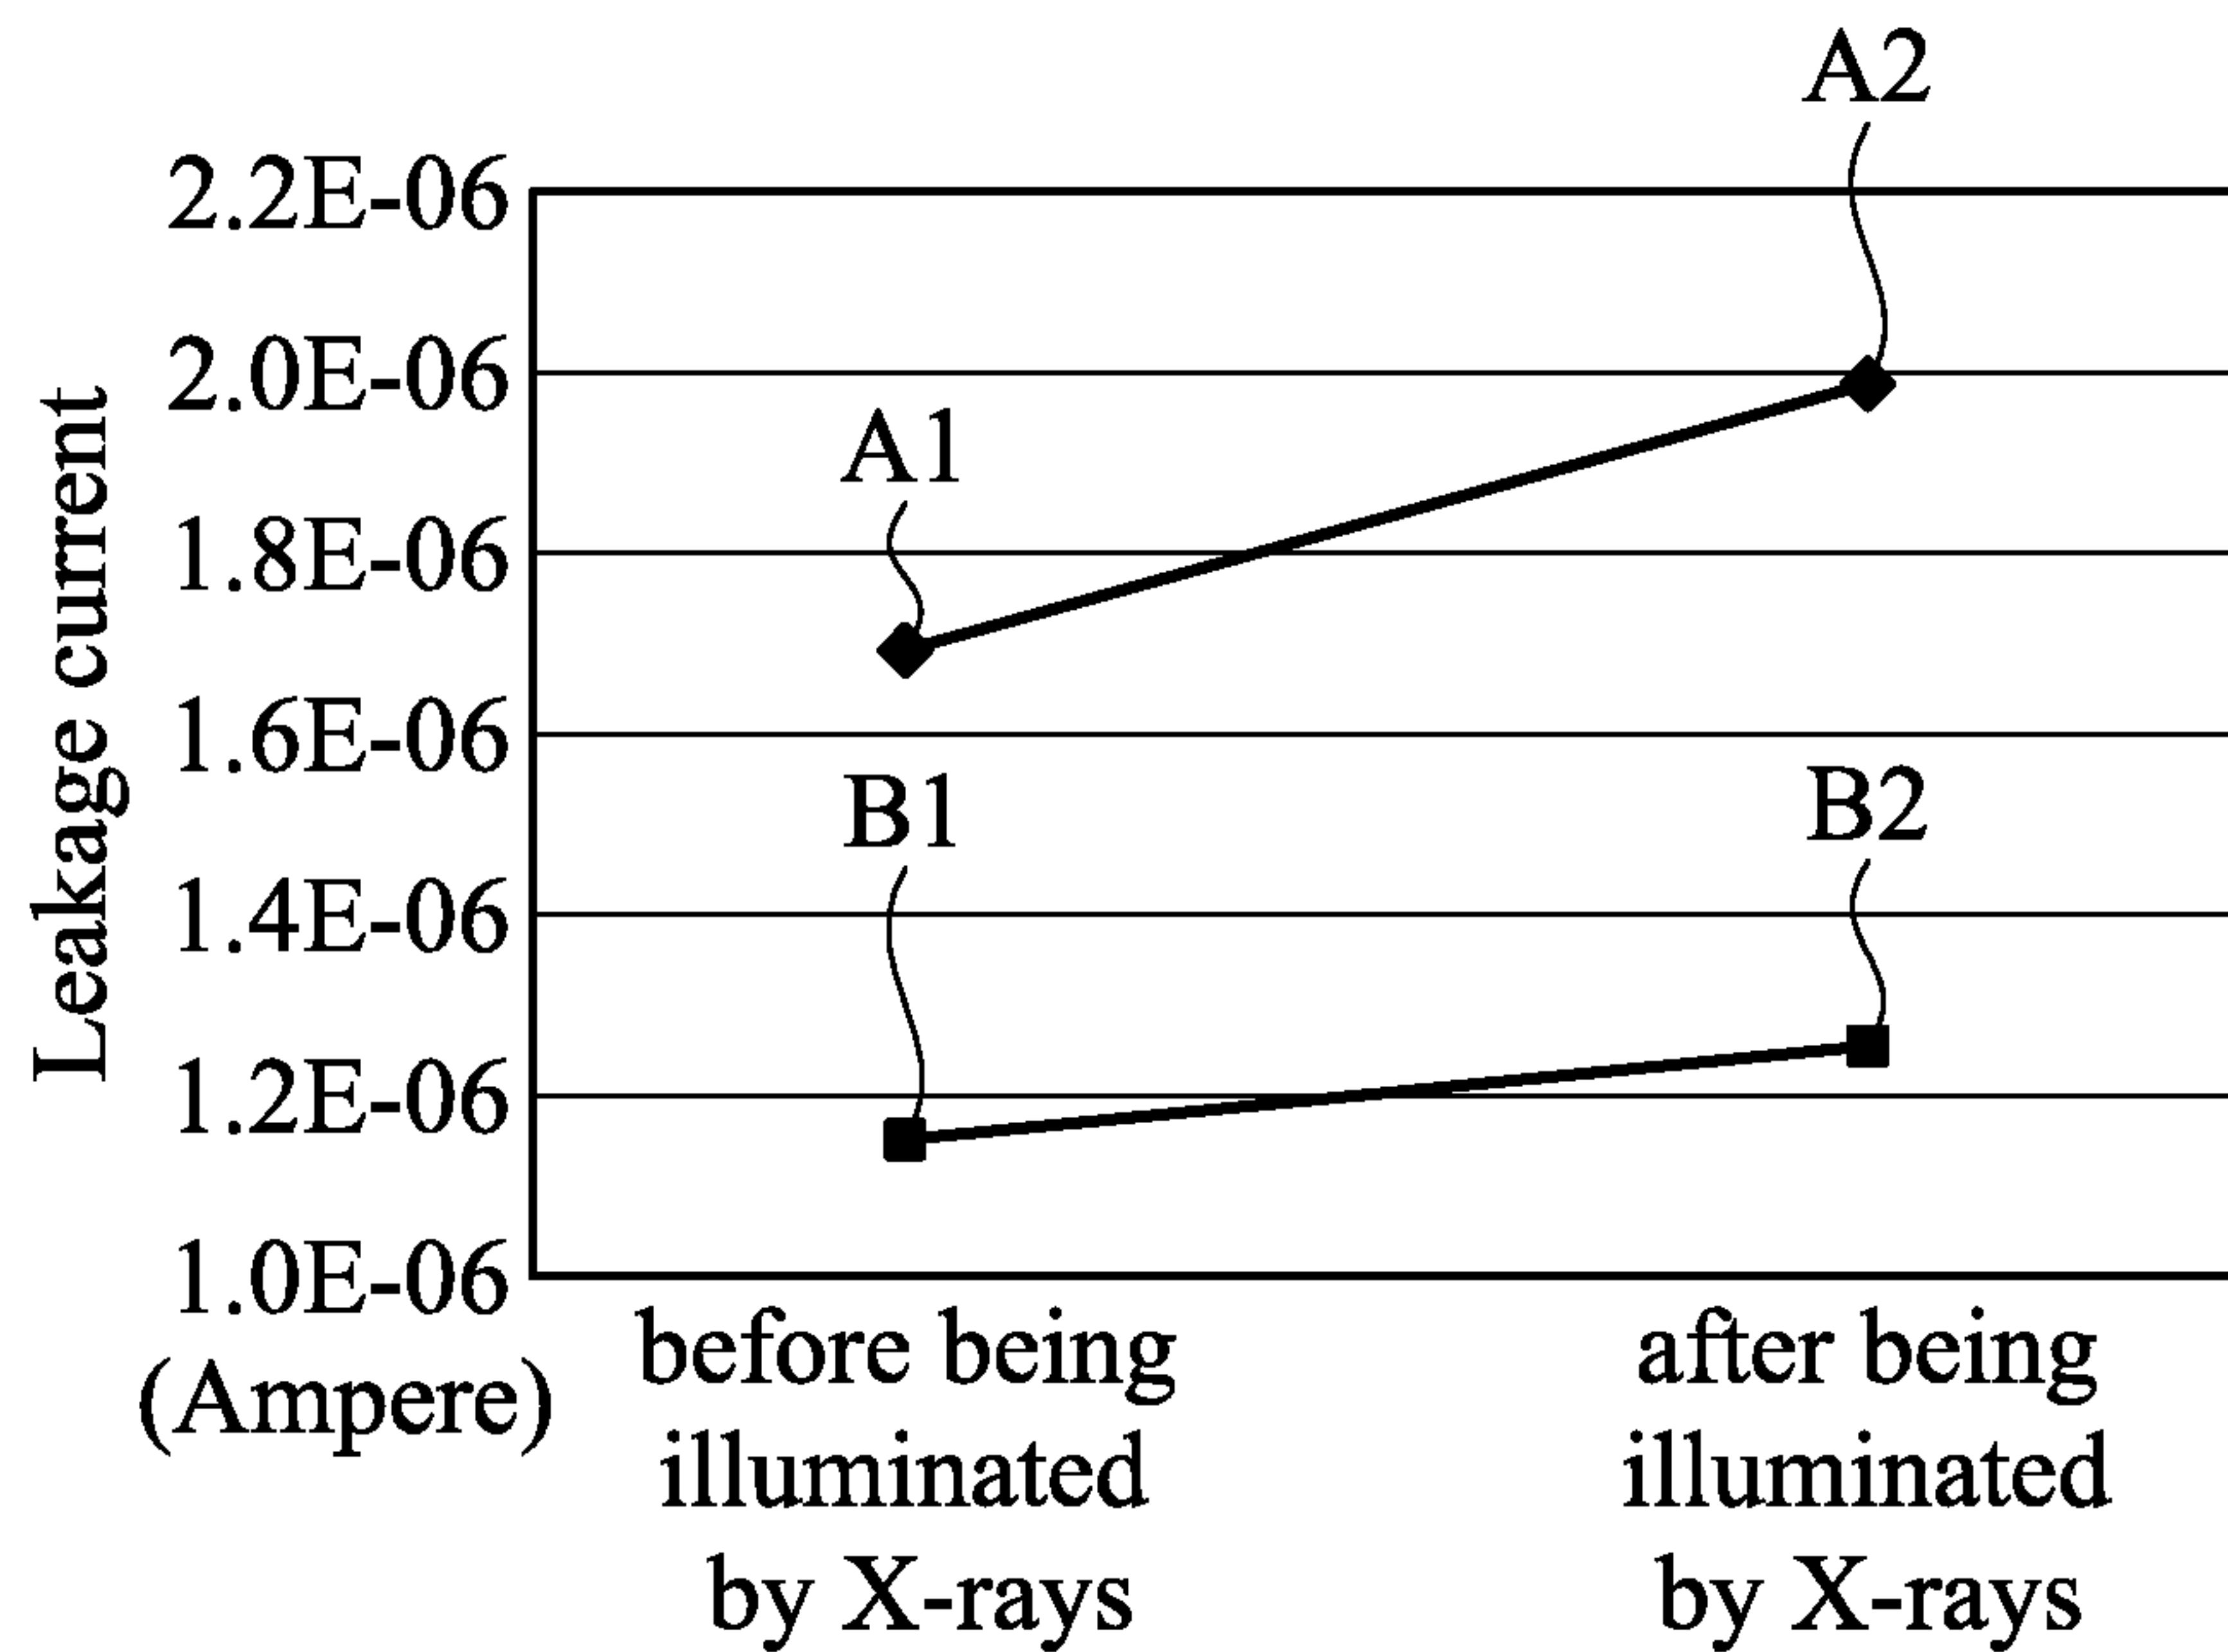 A2
2.2E-06
2.0E-06
A1
1.8E-06
1.6E-06
B1
B2
1.4E-06
1.2E-06
1.0E-06
Leakage current
(Ampere)
before being
illuminated
by X-rays
after being
illuminated
by X-rays